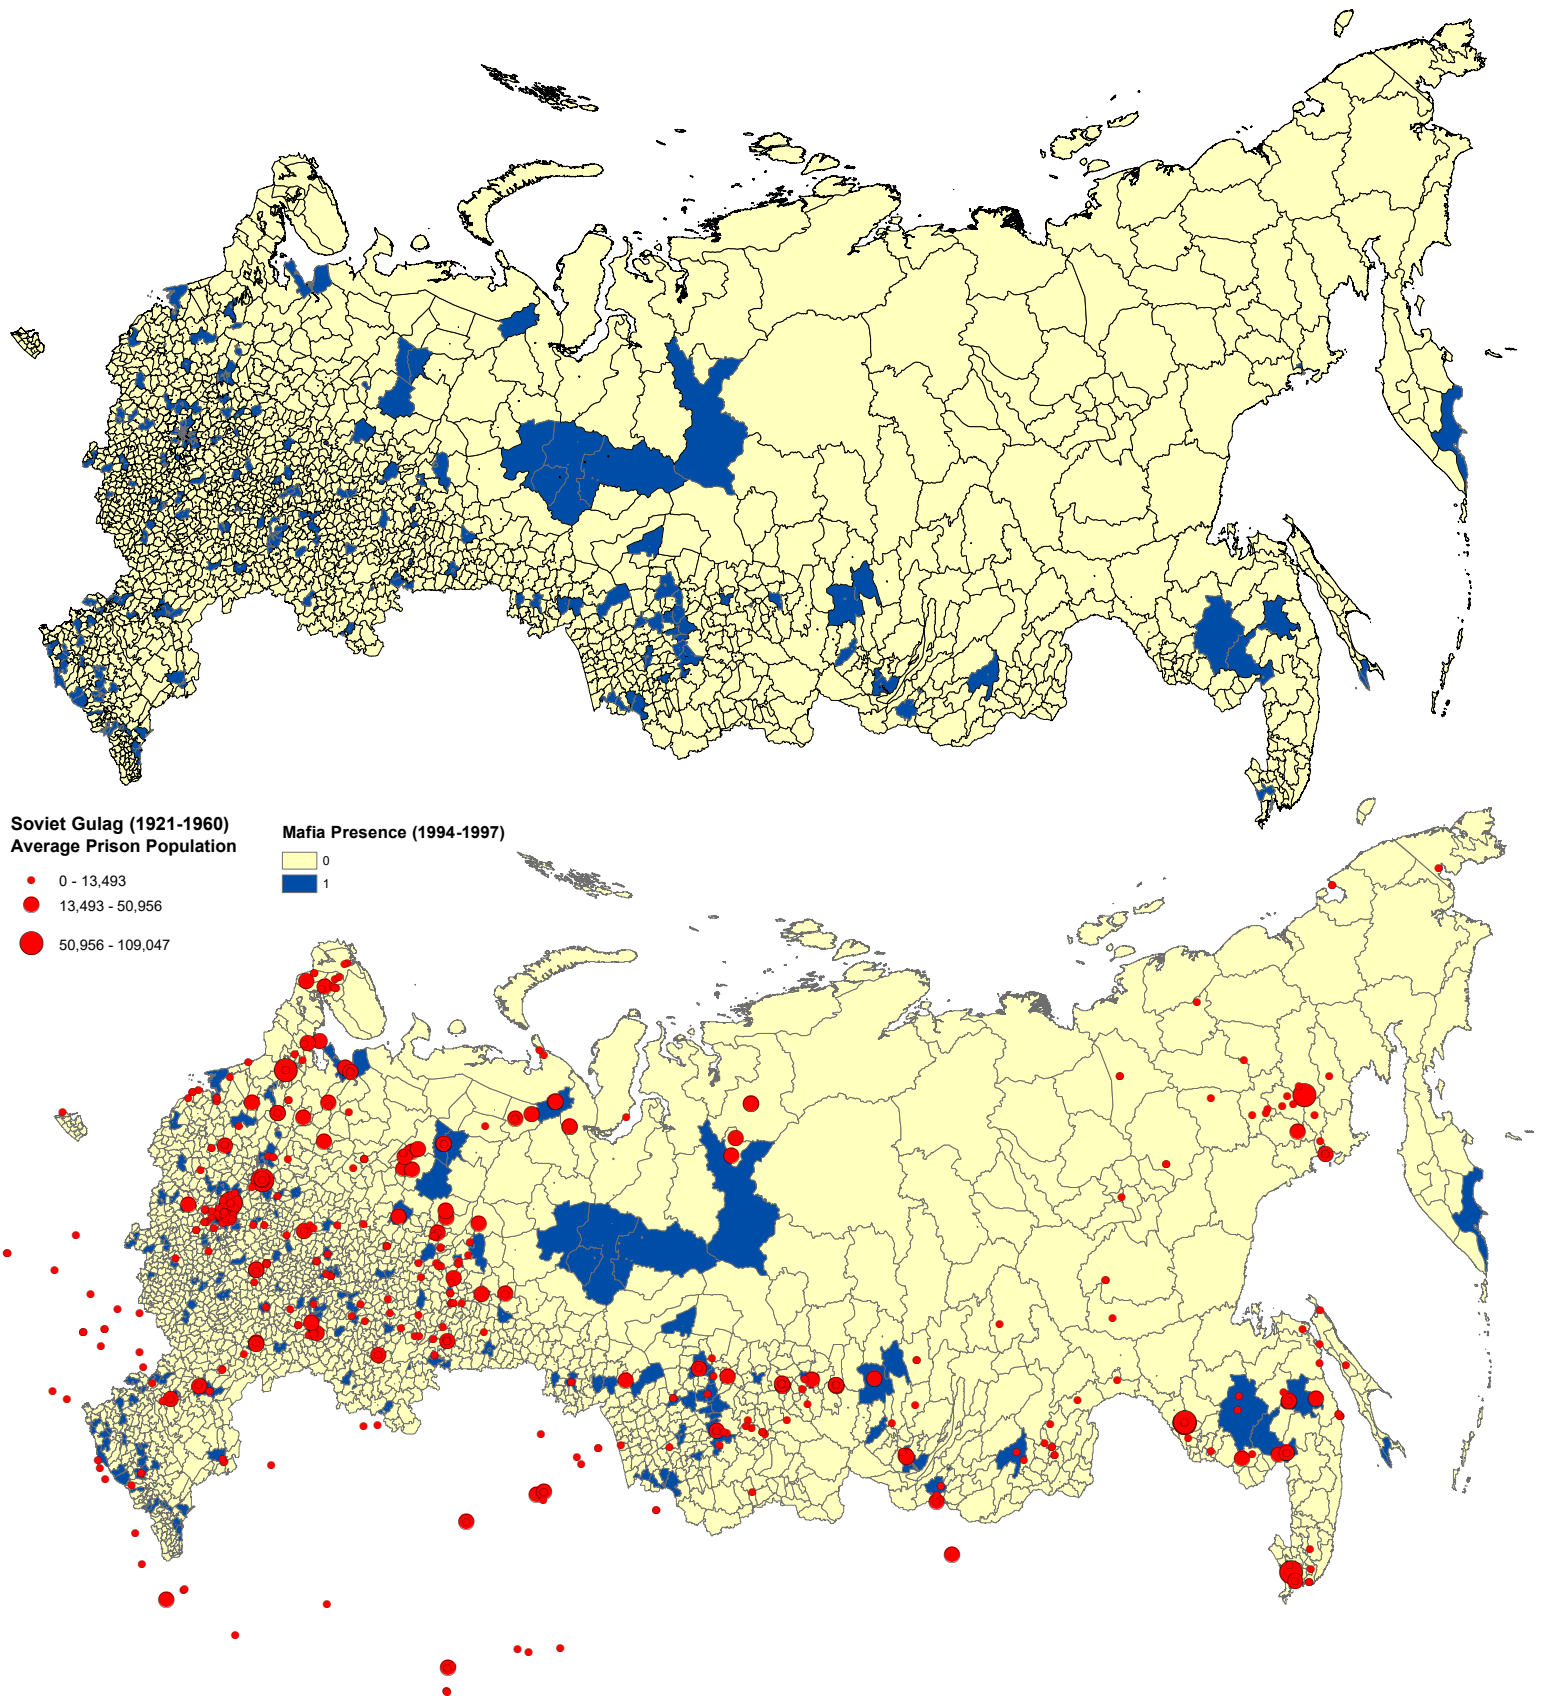 Soviet Gulag (1921-1960)
Average Prison Population
0 - 13,493
13,493 - 50,956
50,956 - 109,047
Mafia Presence (1994-1997)
0
1